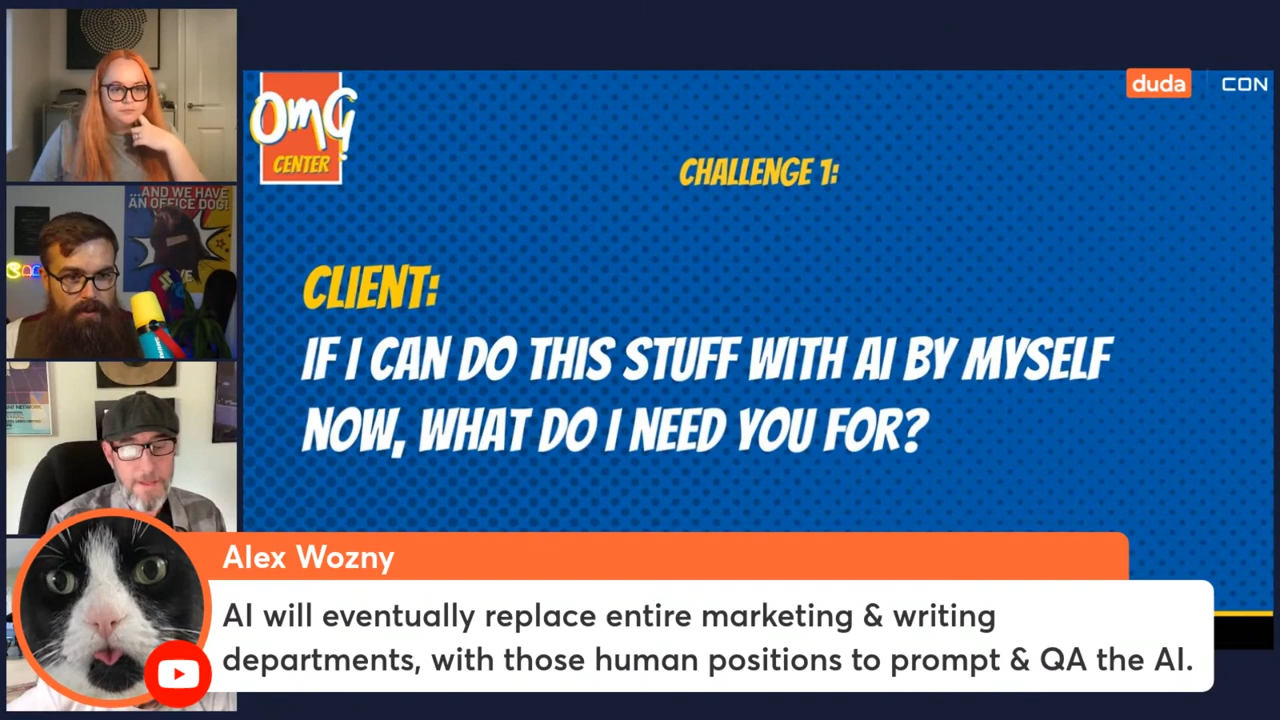 ...AND WE HAVE
AN OFFICE DOG!
OMG
CENTER
duda
CON
CHALLENGE 1:
CLIENT:
IF I CAN DO THIS STUFF WITH AI BY MYSELF
NOW, WHAT DO I NEED YOU FOR?
Alex Wozny
AI will eventually replace entire marketing & writing
departments, with those human positions to prompt & QA the AI.